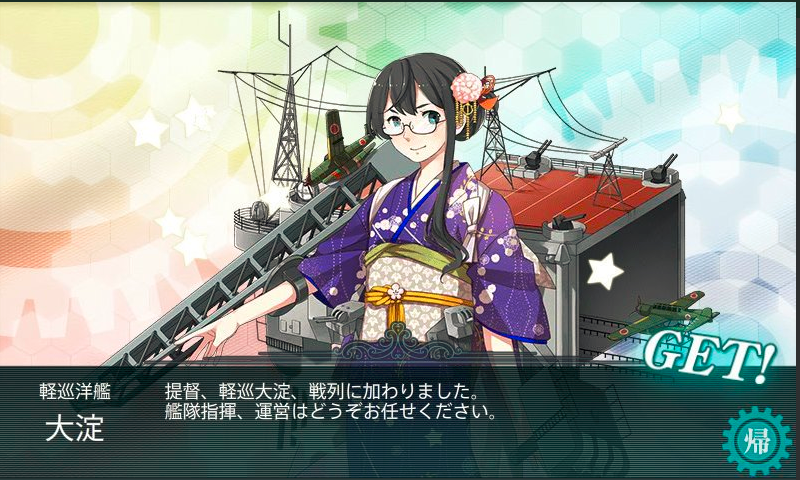 GET!
軽巡洋艦
大淀
提督、軽巡大淀、戦列に加わりました。
艦隊指揮、運営はどうぞお任せください。
帰